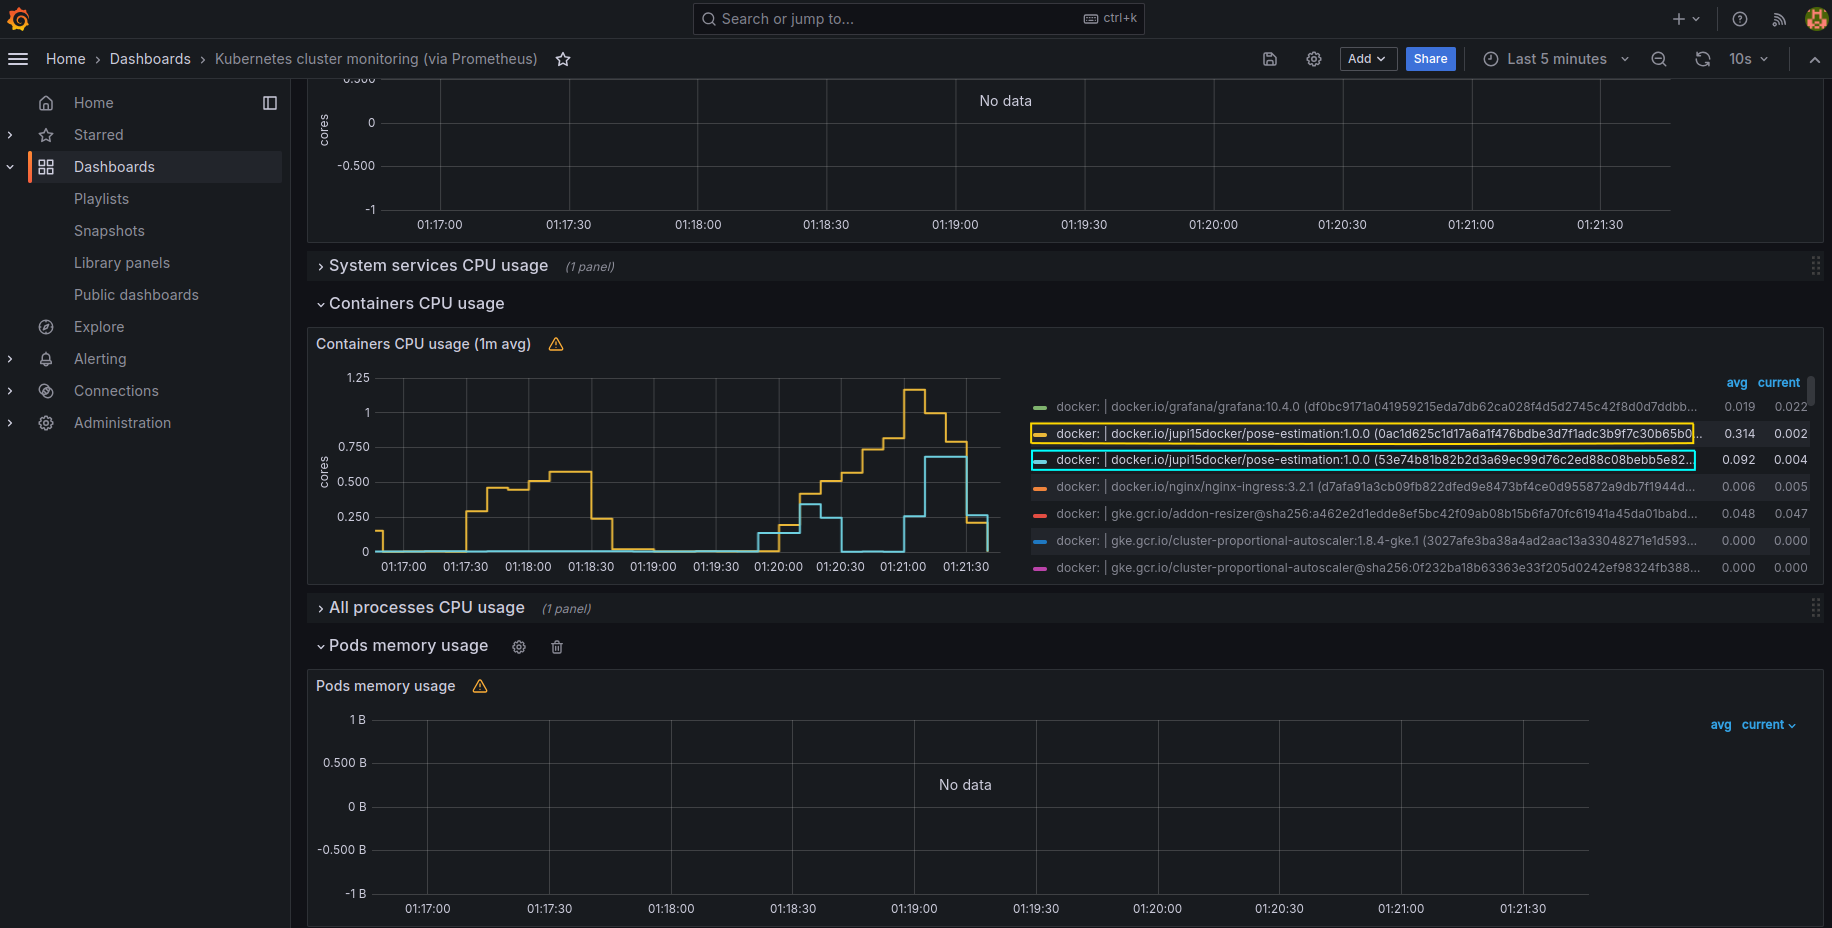 Search or jump to...
ctrl+k
Home › Dashboards › Kubernetes cluster monitoring (via Prometheus)
Add
Share
Last 5 minutes
10s
Home
Starred
Dashboards
Playlists
Snapshots
Library panels
Public dashboards
Explore
Alerting
Connections
Administration
0.500
No data
cores
0
-0.500
-1
01:17:00 01:17:30 01:18:00 01:18:30 01:19:00 01:19:30 01:20:00 01:20:30 01:21:00 01:21:30
System services CPU usage (1 panel)
Containers CPU usage
Containers CPU usage (1m avg)
1.25
1
0.750
0.500
0.250
0
cores
01:17:00 01:17:30 01:18:00 01:18:30 01:19:00 01:19:30 01:20:00 01:20:30 01:21:00 01:21:30
avg current
docker: | docker.io/grafana/grafana:10.4.0 (df0bc9171a041959215eda7db62ca028f4d5d2745c42f8d0d7ddbb... 0.019 0.022
docker: | docker.io/jupi15docker/pose-estimation:1.0.0 (0ac1d625c1d17a6a1f476bdbe3d7f1adc3b9f7c30b65b0... 0.314 0.002
docker: | docker.io/jupi15docker/pose-estimation:1.0.0 (53e74b81b82b2d3a69ec99d76c2ed88c08bebb5e82... 0.092 0.004
docker: | docker.io/nginx/nginx-ingress:3.2.1 (d7afa91a3cb09fb822dfed9e8473bf4ce0d955872a9db7f1944d... 0.006 0.005
docker: | gke.gcr.io/addon-resizer@sha256:a462e2d1edde8ef5bc42f09ab08b15b6fa70fc61941a45da01babd... 0.048 0.047
docker: | gke.gcr.io/cluster-proportional-autoscaler:1.8.4-gke.1 (3027afe3ba38a4ad2aac13a33048271e1d593... 0.000 0.000
docker: | gke.gcr.io/cluster-proportional-autoscaler@sha256:0f232ba18b63363e33f205d0242ef98324fb388... 0.000 0.000
All processes CPU usage (1 panel)
Pods memory usage
Pods memory usage
1 B
0.500 B
0 B
-0.500 B
-1 B
No data
avg current
01:17:00 01:17:30 01:18:00 01:18:30 01:19:00 01:19:30 01:20:00 01:20:30 01:21:00 01:21:30